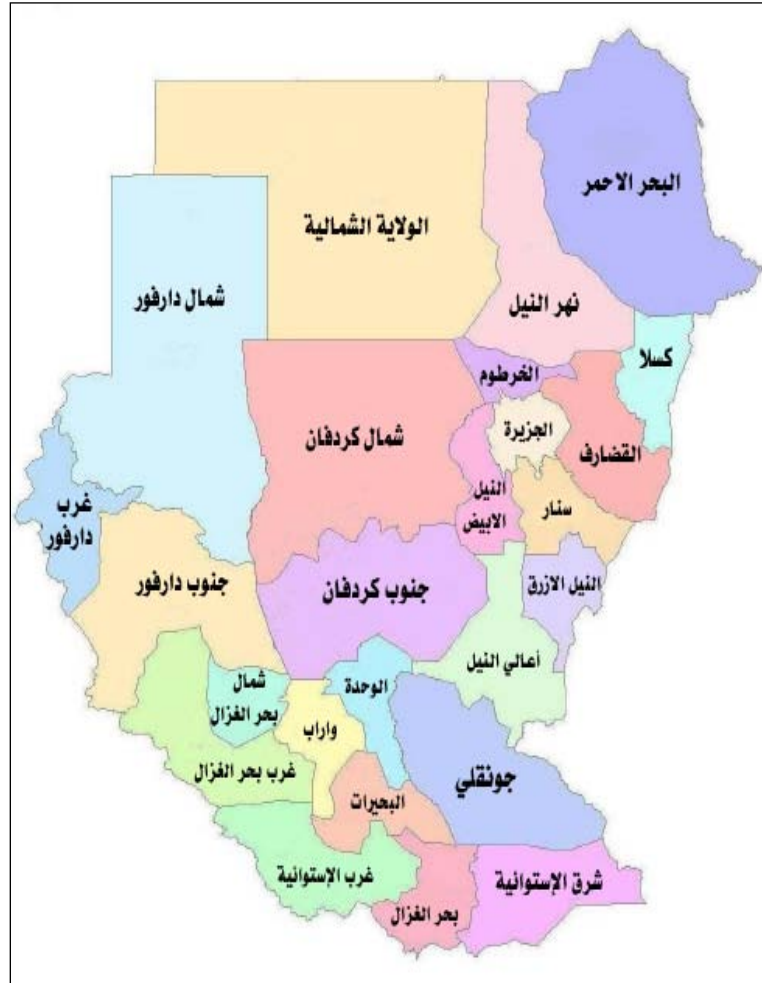 البحر الاحمر
الولاية الشمالية
شمال دارفور
نهر النيل
كسلا
الخرطوم
الجزيرة
شمال كردفان
القضارف
النيل
الابيض
سنار
غرب
دارفور
جنوب دارفور
جنوب كردفان
النيل الازرق
أعالي النيل
شمال
بحر الغزال
الوحدة
واراب
غرب بحر الغزال
جونقلي
البحيرات
غرب الإستوائية
شرق الإستوائية
بحر الغزال